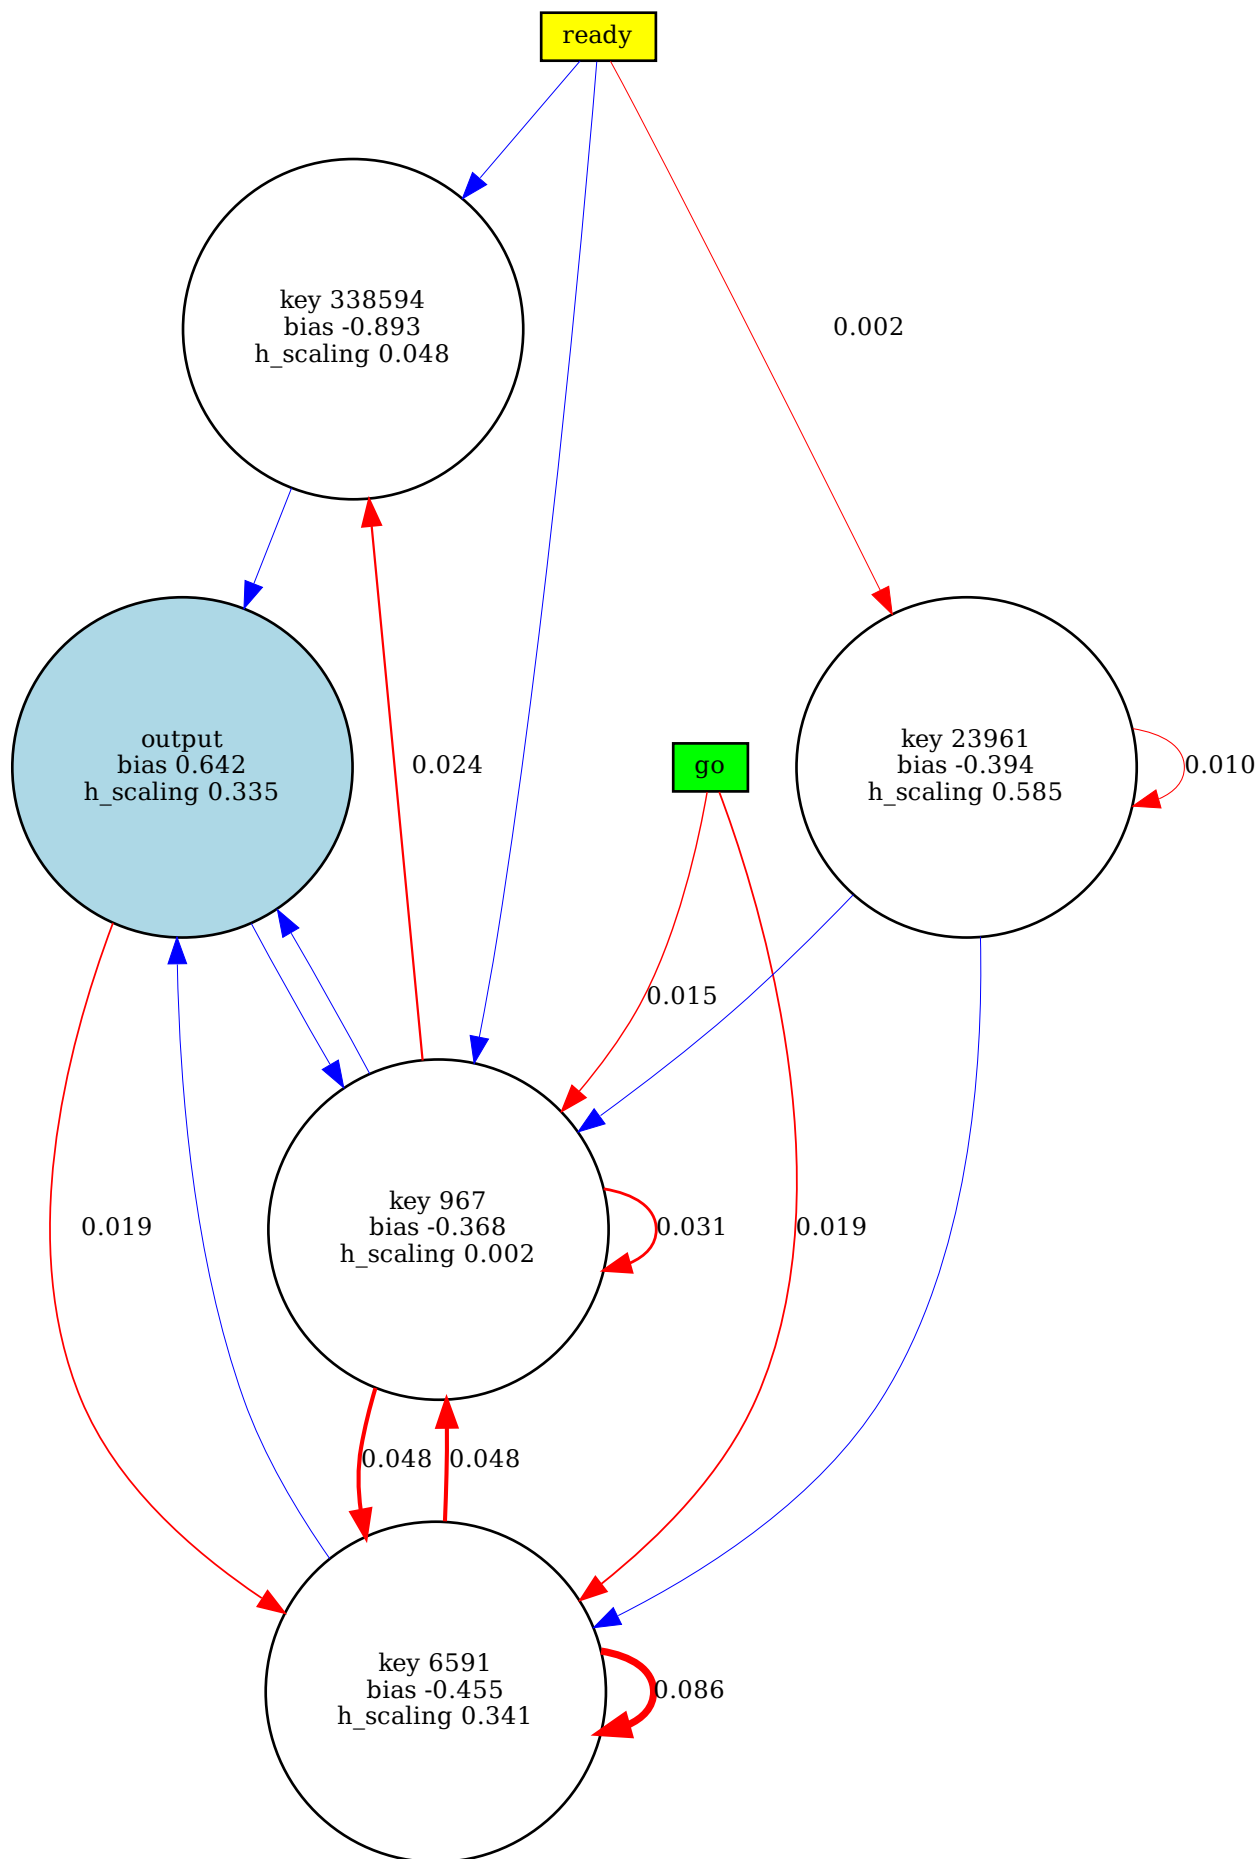 ready
key 338594
bias -0.893
h_scaling 0.048
0.002
output
bias 0.642
h_scaling 0.335
0.024
go
key 23961
bias -0.394
h_scaling 0.585
0.010
0.015
0.019
key 967
bias -0.368
h_scaling 0.002
0.031
0.019
0.048
0.048
key 6591
bias -0.455
h_scaling 0.341
0.086